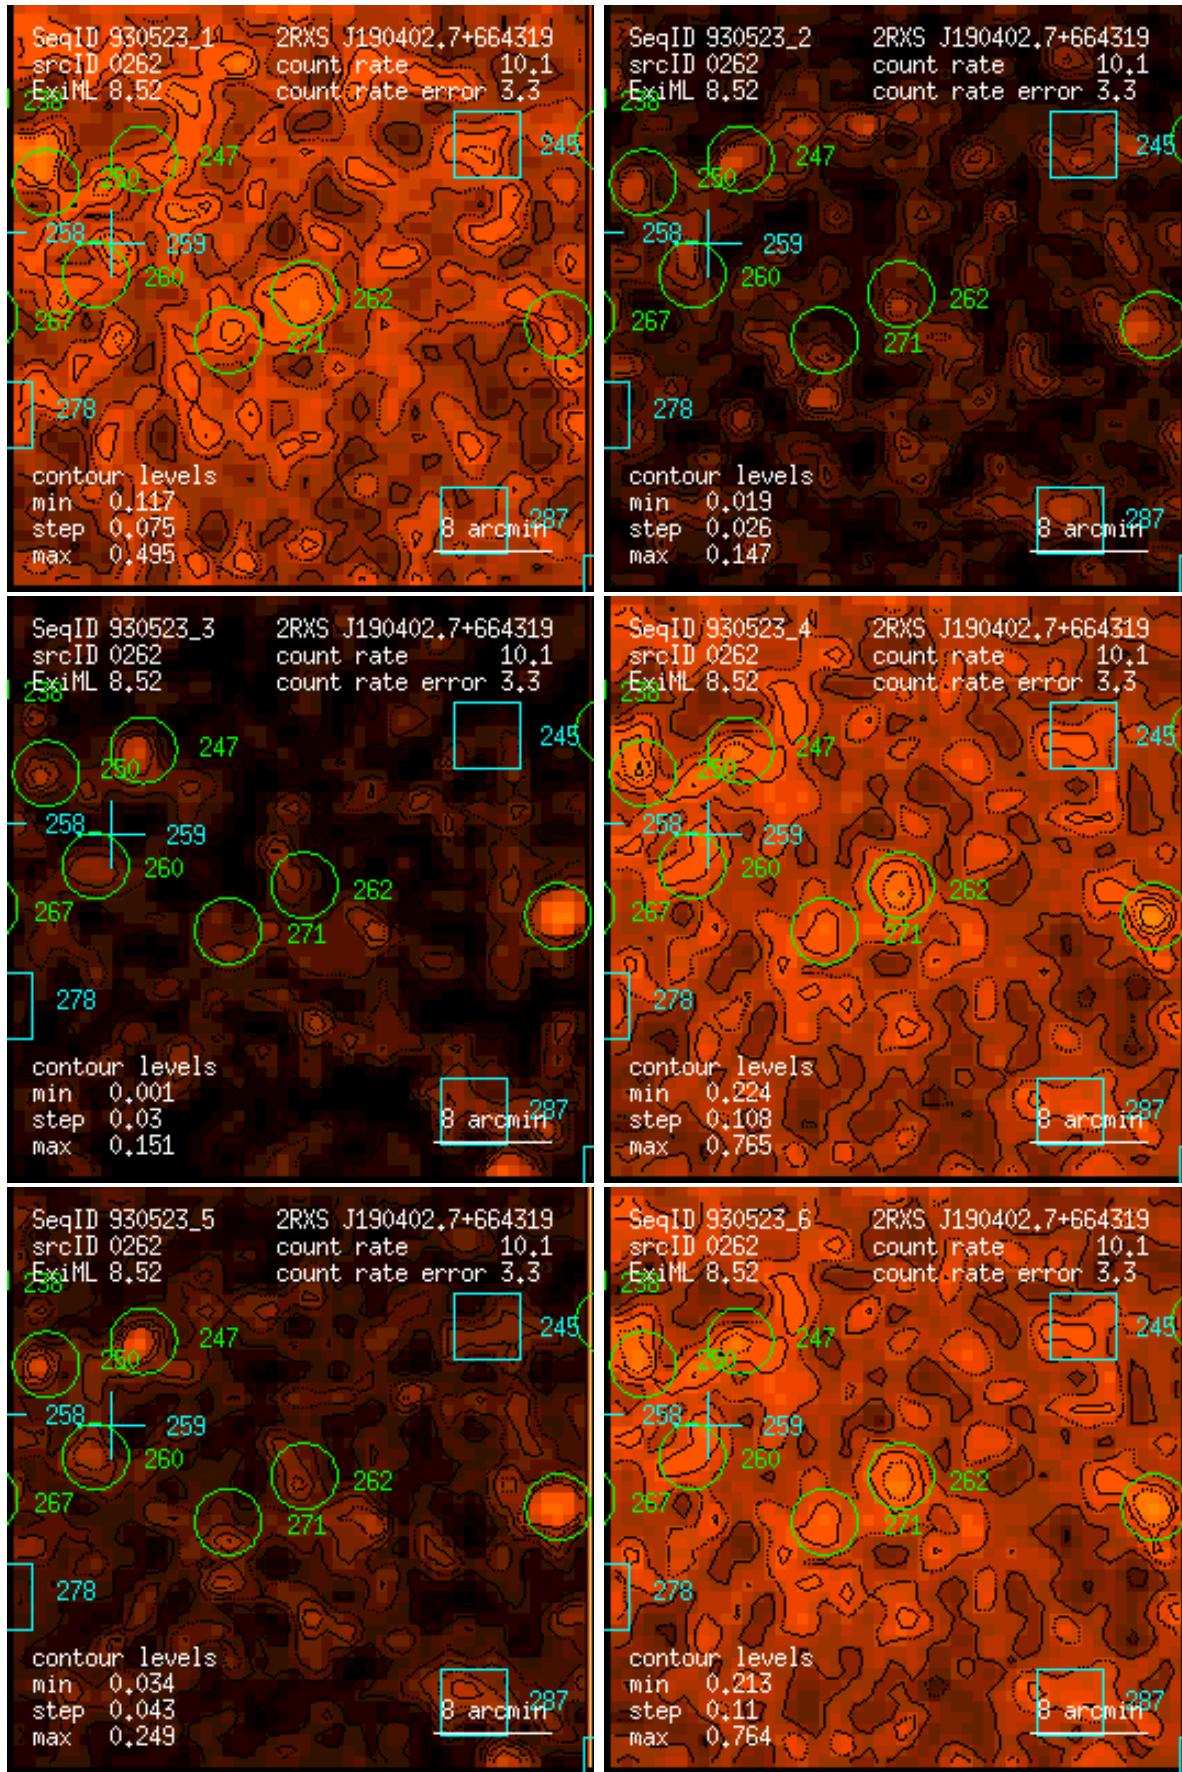 SeqID 930523_1 2RXS J190402.7+664319
srcID 0262 count rate 10.1
ExiML 8.52 count rate error 3.3
238
247
245
250
258
259
260
262
267
271
278
contour levels
min 0.117
step 0.075
max 0.495
287
8 arcmin
SeqID 930523_2 2RXS J190402.7+664319
srcID 0262 count rate 10.1
ExiML 8.52 count rate error 3.3
238
247
245
250
258
259
260
262
267
271
278
contour levels
min 0.019
step 0.026
max 0.147
287
8 arcmin
SeqID 930523_3 2RXS J190402.7+664319
srcID 0262 count rate 10.1
ExiML 8.52 count rate error 3.3
238
247
245
250
258
259
260
262
267
271
278
contour levels
min 0.001
step 0.03
max 0.151
287
8 arcmin
SeqID 930523_4 2RXS J190402.7+664319
srcID 0262 count rate 10.1
ExiML 8.52 count rate error 3.3
238
247
245
250
258
259
260
262
267
271
278
contour levels
min 0.224
step 0.108
max 0.765
287
8 arcmin
SeqID 930523_5 2RXS J190402.7+664319
srcID 0262 count rate 10.1
ExiML 8.52 count rate error 3.3
238
247
245
250
258
259
260
262
267
271
278
contour levels
min 0.034
step 0.043
max 0.249
287
8 arcmin
SeqID 930523_6 2RXS J190402.7+664319
srcID 0262 count rate 10.1
ExiML 8.52 count rate error 3.3
238
247
245
250
258
259
260
262
267
271
278
contour levels
min 0.213
step 0.11
max 0.764
287
8 arcmin